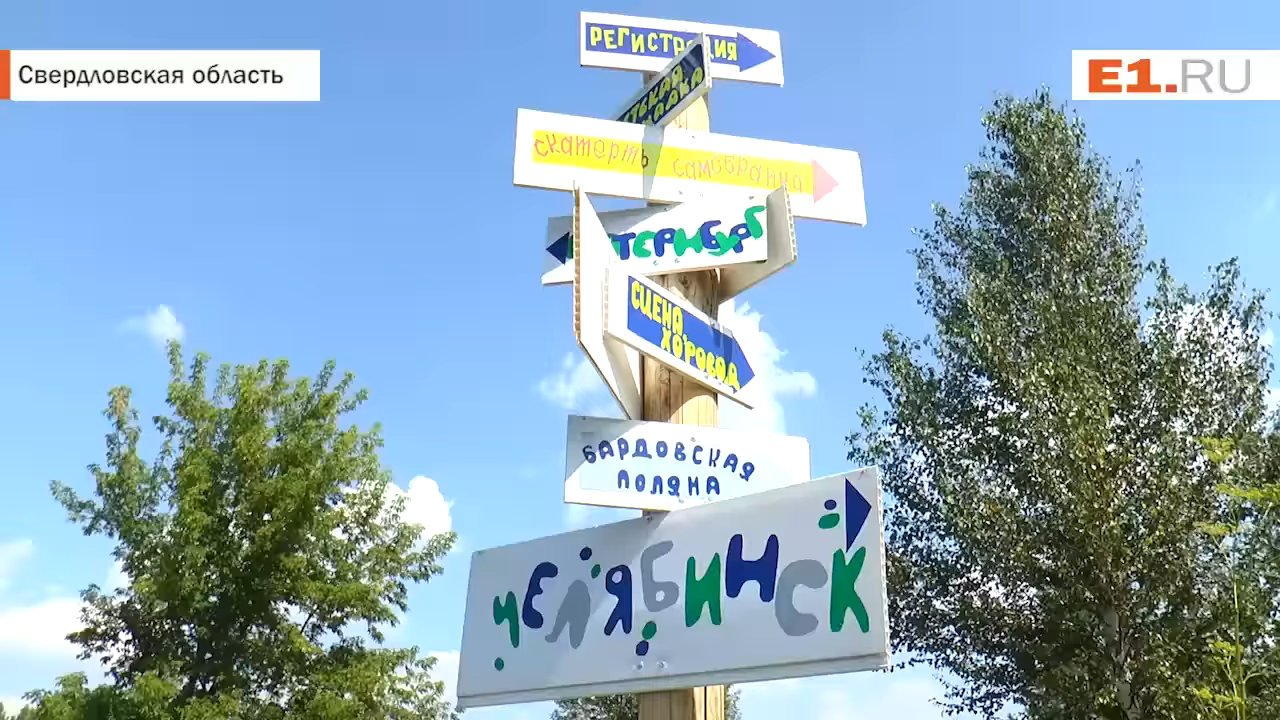 РЕГИСТРАЦИЯ
Свердловская область
E1.RU
скатерть самобранка
СЦЕНА
ХОРОВОД
БАРДОВСКАЯ
ПОЛЯНА
ЧЕЛЯБИНСК